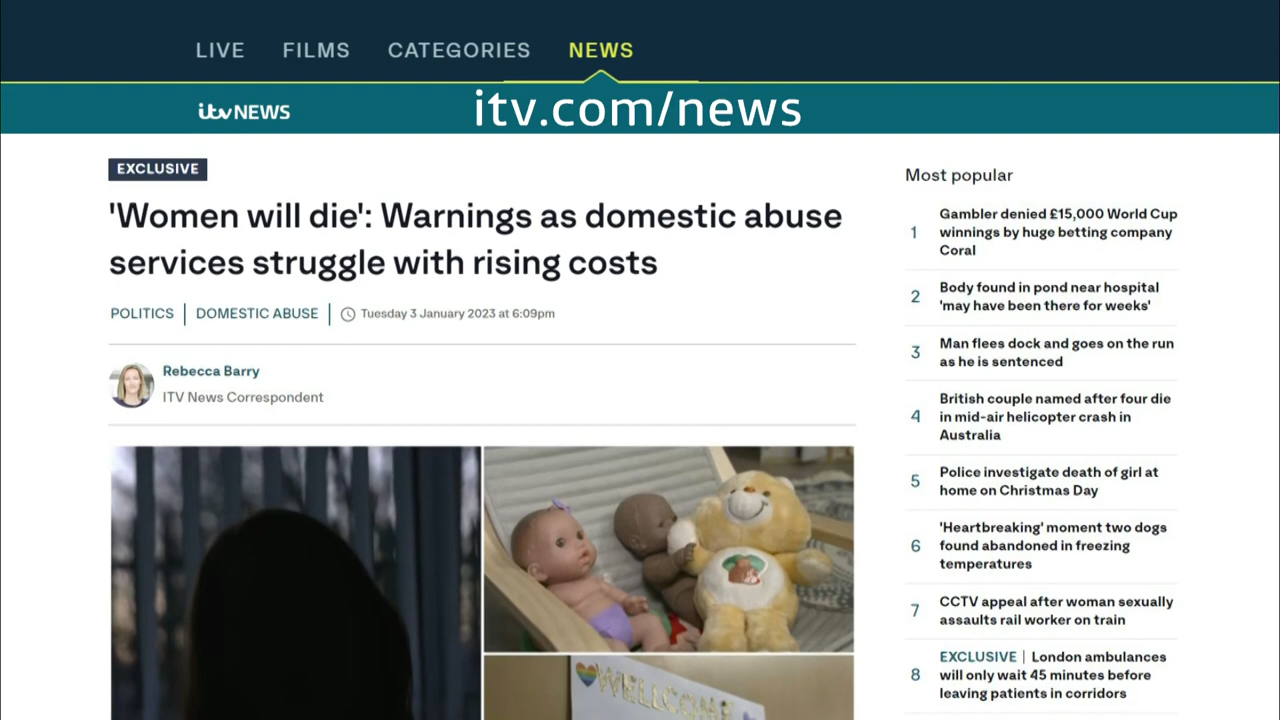 LIVE FILMS CATEGORIES NEWS
itv NEWS
itv.com/news
EXCLUSIVE
'Women will die': Warnings as domestic abuse
services struggle with rising costs
POLITICS | DOMESTIC ABUSE | Tuesday 3 January 2023 at 6:09pm
Rebecca Barry
ITV News Correspondent
WELLCOME
Most popular
1 Gambler denied £15,000 World Cup
winnings by huge betting company
Coral
2 Body found in pond near hospital
'may have been there for weeks'
3 Man flees dock and goes on the run
as he is sentenced
4 British couple named after four die
in mid-air helicopter crash in
Australia
5 Police investigate death of girl at
home on Christmas Day
6 'Heartbreaking' moment two dogs
found abandoned in freezing
temperatures
7 CCTV appeal after woman sexually
assaults rail worker on train
8 EXCLUSIVE | London ambulances
will only wait 45 minutes before
leaving patients in corridors